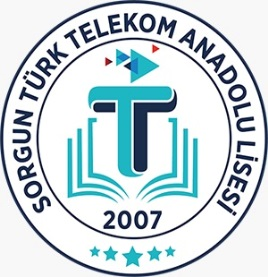 SORGUN TÜRK TELEKOM ANADOLU LİSESİ
T
2007